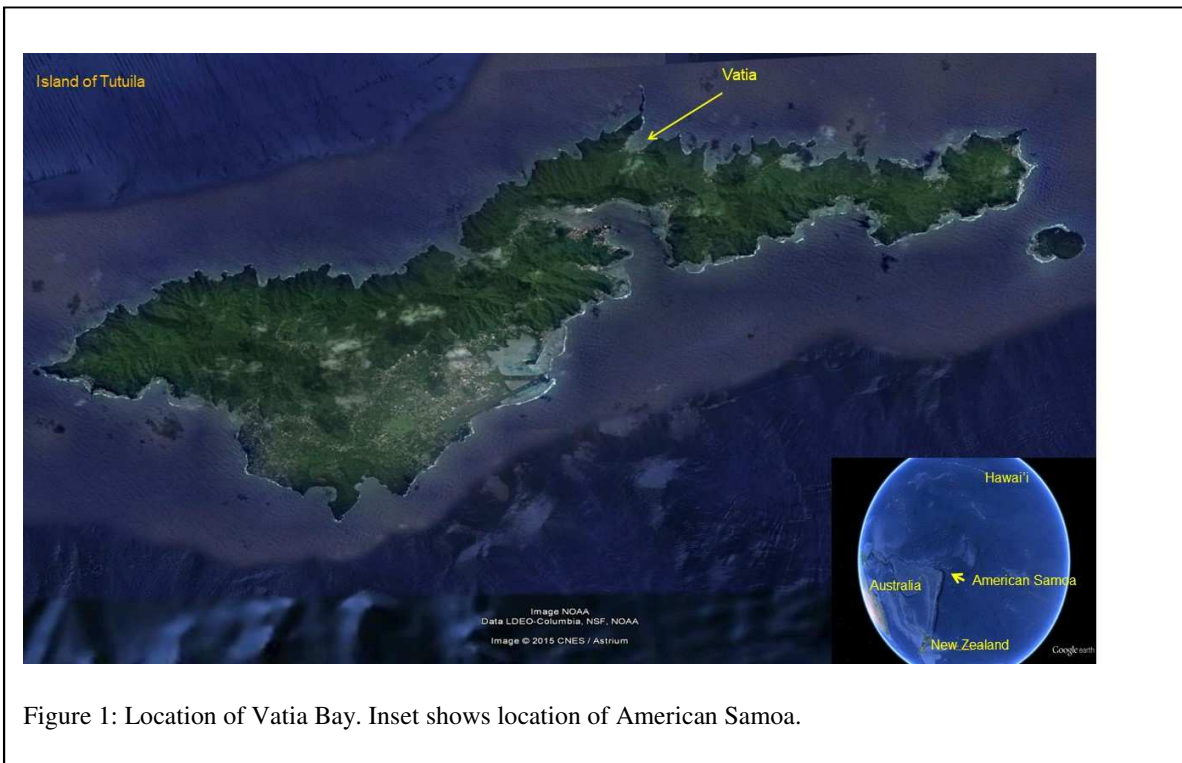 Island of Tutuila
Vatia
Hawai'i
American Samoa
Australia
New Zealand
Image NOAA
Data LDEO-Columbia, NSF, NOAA
Image © 2015 CNES / Astrium
Google earth
Figure 1: Location of Vatia Bay. Inset shows location of American Samoa.